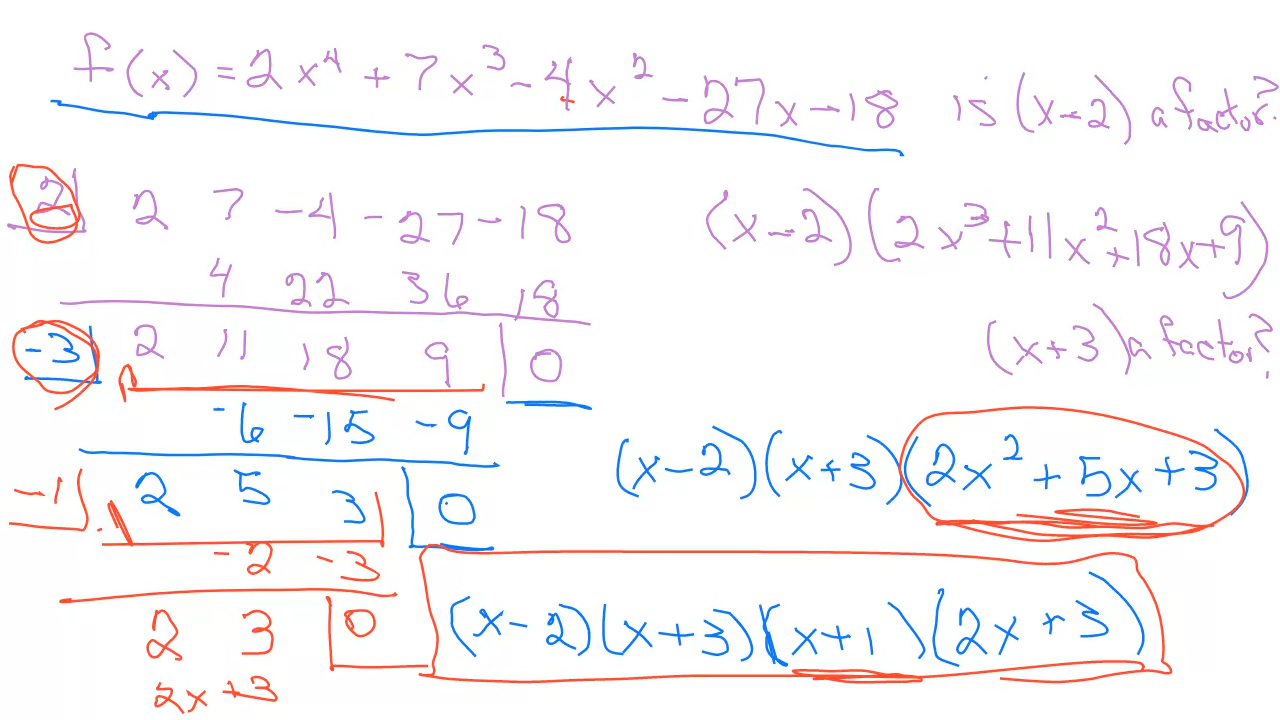 f(x) = 2x⁴ + 7x³ - 4x² - 27x - 18 is (x-2) a factor?
2| 2 7 -4 -27 -18
(x-2)(2x³+11x²+18x+9)
4 22 36 18
-3| 2 11 18 9 |0
(x+3) a factor?
-6 -15 -9
(x-2)(x+3)(2x²+5x+3)
-1| 2 5 3 |0
-2 -3
2 3 |0
(x-2)(x+3)(x+1)(2x+3)
2x+3